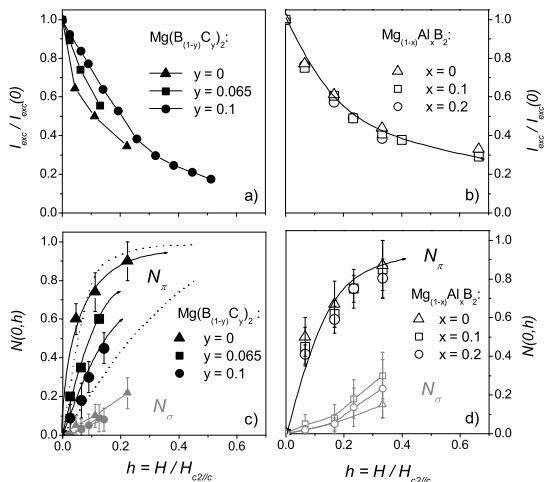 1.0
0.8
0.6
0.4
0.2
0.0
I_exc / I_exc(0)
Mg(B_(1-y)C_y)_2:
y = 0
y = 0.065
y = 0.1
a)
Mg_(1-x)Al_xB_2:
x = 0
x = 0.1
x = 0.2
b)
1.0
0.8
0.6
0.4
0.2
0.0
I_exc / I_exc(0)
1.0
0.8
0.6
0.4
0.2
0.0
N(0,h)
N_π
Mg(B_(1-y)C_y)_2:
y = 0
y = 0.065
y = 0.1
N_σ
c)
0.0 0.2 0.4 0.6
h = H / H_c2//c
N_π
Mg_(1-x)Al_xB_2:
x = 0
x = 0.1
x = 0.2
N_σ
d)
1.0
0.8
0.6
0.4
0.2
0.0
N(0,h)
0.0 0.2 0.4 0.6
h = H / H_c2//c